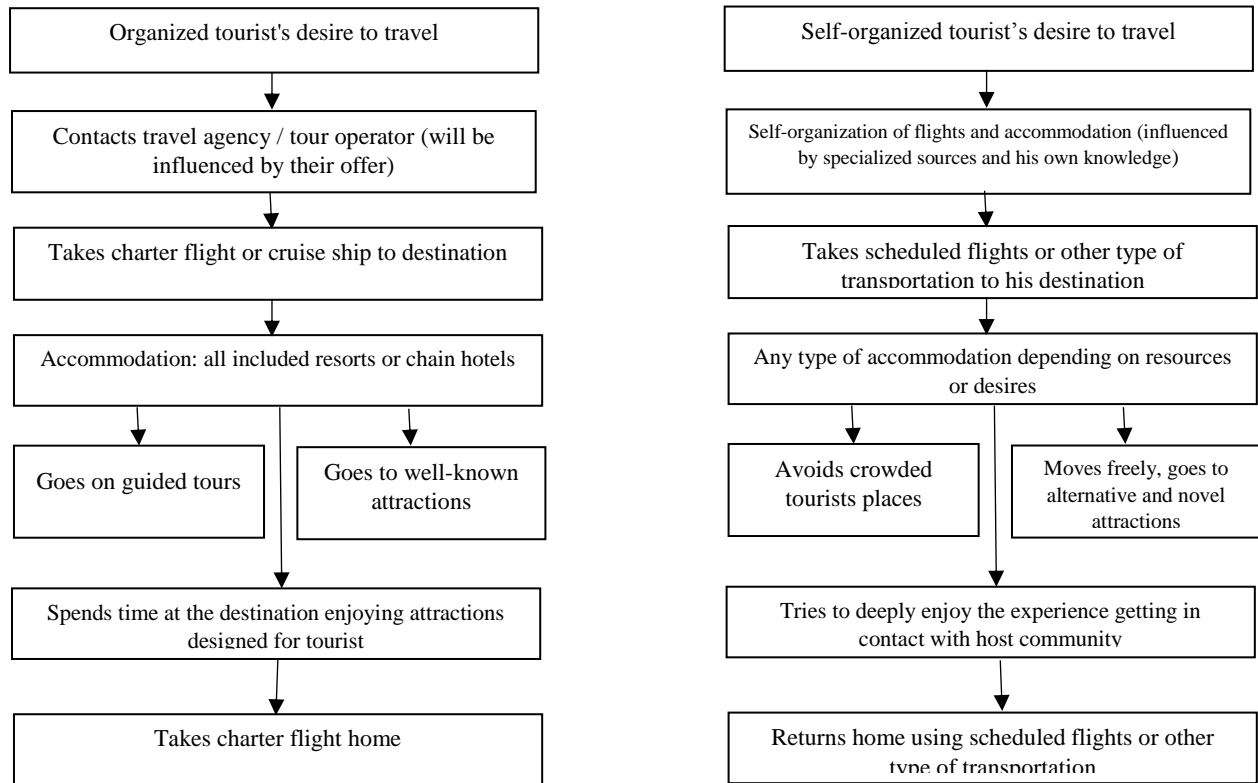 Organized tourist's desire to travel
Contacts travel agency / tour operator (will be
influenced by their offer)
Takes charter flight or cruise ship to destination
Accommodation: all included resorts or chain hotels
Goes on guided tours
Goes to well-known
attractions
Spends time at the destination enjoying attractions
designed for tourist
Takes charter flight home
Self-organized tourist’s desire to travel
Self-organization of flights and accommodation (influenced
by specialized sources and his own knowledge)
Takes scheduled flights or other type of
transportation to his destination
Any type of accommodation depending on resources
or desires
Avoids crowded
tourists places
Moves freely, goes to
alternative and novel
attractions
Tries to deeply enjoy the experience getting in
contact with host community
Returns home using scheduled flights or other
type of transportation